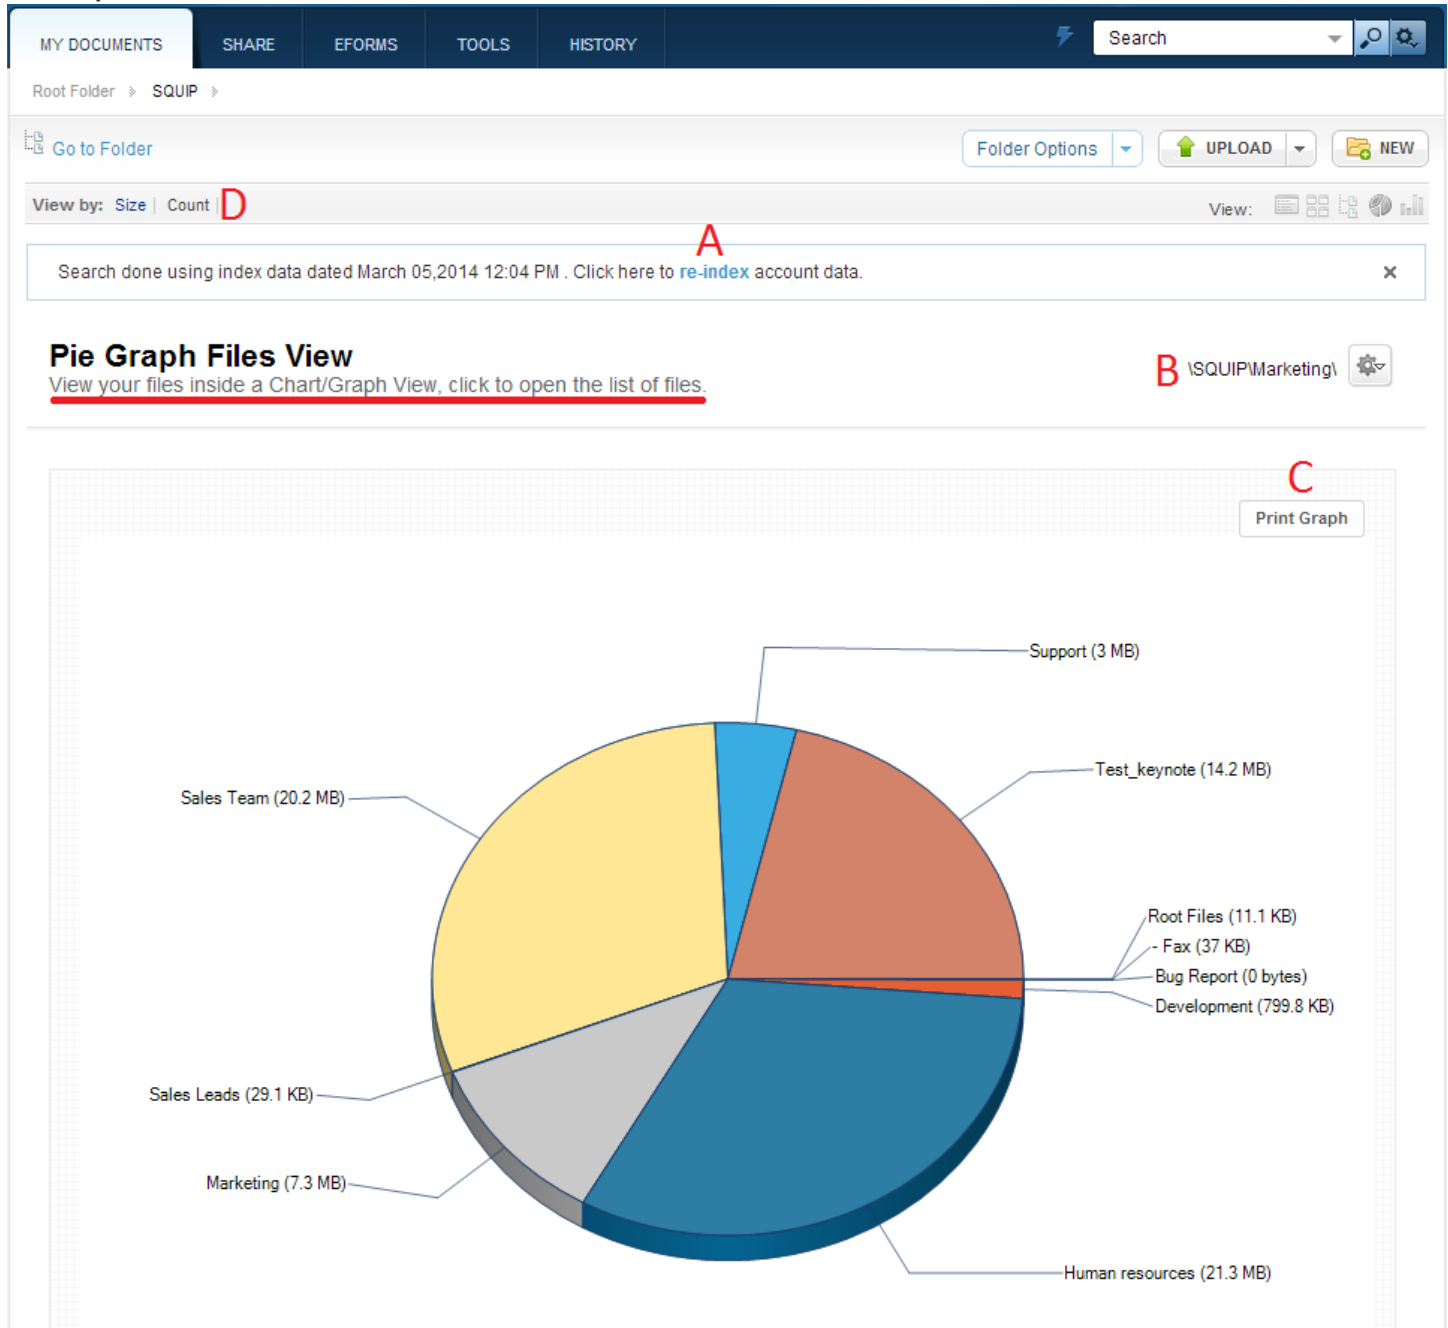 MY DOCUMENTS SHARE EFORMS TOOLS HISTORY Search
Root Folder SQUIP
Go to Folder Folder Options UPLOAD NEW
View by: Size | Count | D View:
A
Search done using index data dated March 05,2014 12:04 PM . Click here to re-index account data. ×
Pie Graph Files View
View your files inside a Chart/Graph View, click to open the list of files.
B \SQUIP\Marketing\
C
Print Graph
Support (3 MB)
Test_keynote (14.2 MB)
Sales Team (20.2 MB)
Root Files (11.1 KB)
- Fax (37 KB)
Bug Report (0 bytes)
Development (799.8 KB)
Sales Leads (29.1 KB)
Marketing (7.3 MB)
Human resources (21.3 MB)